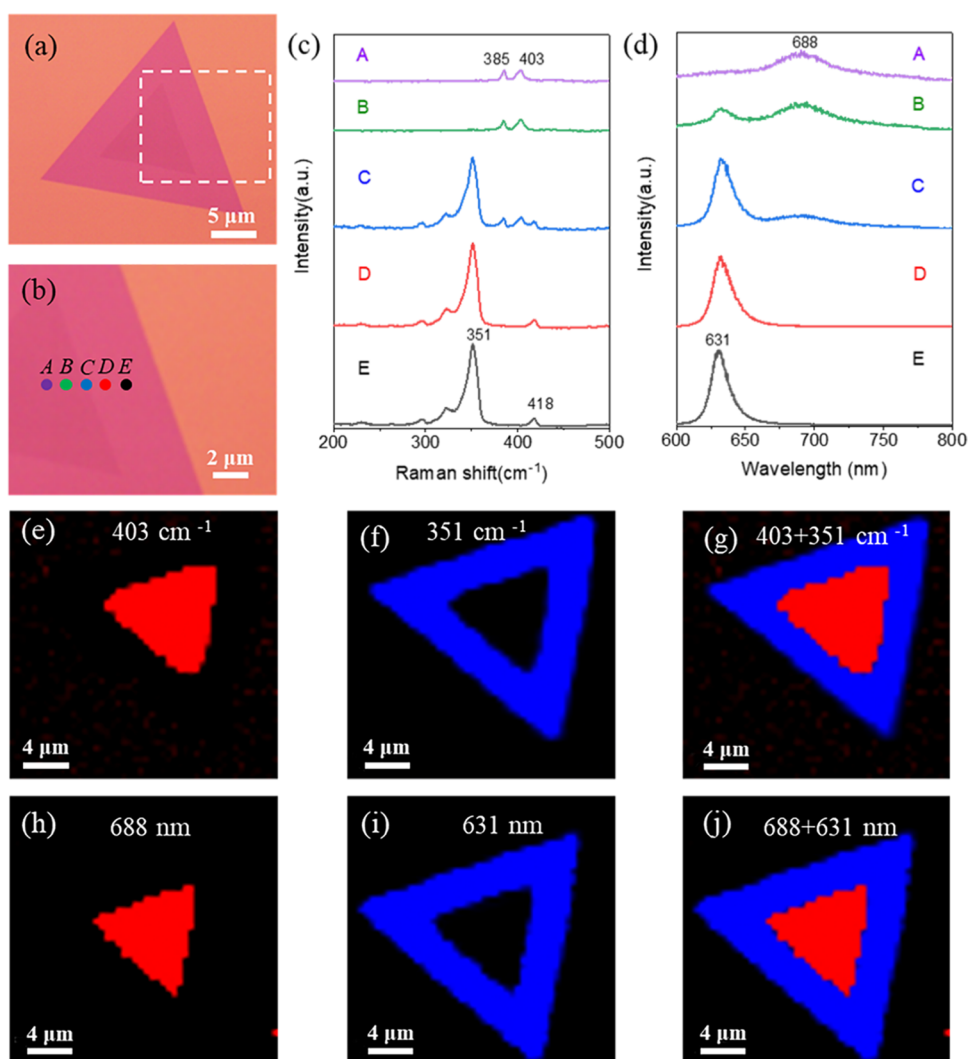 (a)
5 μm
(b)
A B C D E
2 μm
(c)
A
385 403
B
C
D
351
E
418
200 300 400 500
Raman shift(cm⁻¹)
Intensity(a.u.)
(d)
688
A
B
C
D
631
E
600 650 700 750 800
Wavelength (nm)
Intensity(a.u.)
(e) 403 cm ⁻¹
4 μm
(f) 351 cm ⁻¹
4 μm
(g) 403+351 cm ⁻¹
4 μm
(h) 688 nm
4 μm
(i) 631 nm
4 μm
(j) 688+631 nm
4 μm